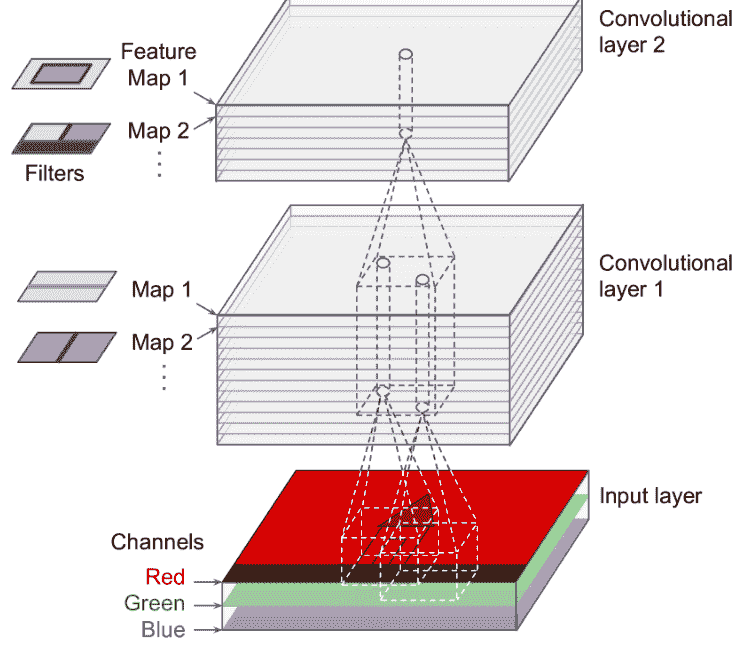 Convolutional
layer 2
Feature
Map 1
Map 2
Filters
Convolutional
layer 1
Map 1
Map 2
Input layer
Channels
Red
Green
Blue